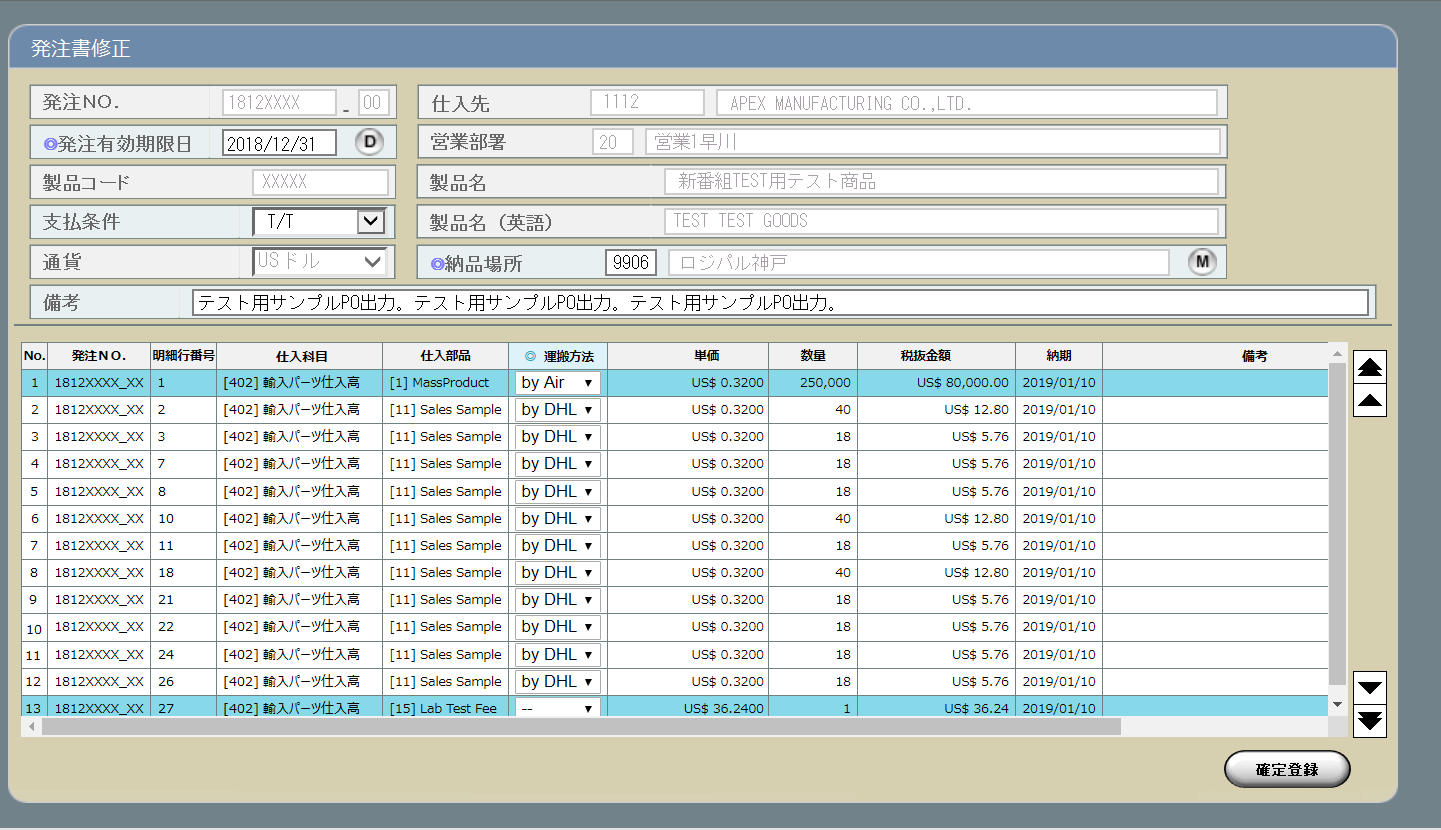 発注書修正
発注NO. 1812XXXX - 00 仕入先 1112 APEX MANUFACTURING CO.,LTD.
◎発注有効期限日 2018/12/31 D 営業部署 20 営業1早川
製品コード XXXXX 製品名 新番組TEST用テスト商品
支払条件 T/T 製品名（英語） TEST TEST GOODS
通貨 USドル ◎納品場所 9906 ロジパル神戸 M
備考 テスト用サンプルPO出力。テスト用サンプルPO出力。テスト用サンプルPO出力。
No. 発注NO. 明細行番号 仕入科目 仕入部品 ◎ 運搬方法 単価 数量 税抜金額 納期 備考
1 1812XXXX_XX 1 [402] 輸入パーツ仕入高 [1] MassProduct by Air US$ 0.3200 250,000 US$ 80,000.00 2019/01/10
2 1812XXXX_XX 2 [402] 輸入パーツ仕入高 [11] Sales Sample by DHL US$ 0.3200 40 US$ 12.80 2019/01/10
3 1812XXXX_XX 3 [402] 輸入パーツ仕入高 [11] Sales Sample by DHL US$ 0.3200 18 US$ 5.76 2019/01/10
4 1812XXXX_XX 7 [402] 輸入パーツ仕入高 [11] Sales Sample by DHL US$ 0.3200 18 US$ 5.76 2019/01/10
5 1812XXXX_XX 8 [402] 輸入パーツ仕入高 [11] Sales Sample by DHL US$ 0.3200 18 US$ 5.76 2019/01/10
6 1812XXXX_XX 10 [402] 輸入パーツ仕入高 [11] Sales Sample by DHL US$ 0.3200 40 US$ 12.80 2019/01/10
7 1812XXXX_XX 11 [402] 輸入パーツ仕入高 [11] Sales Sample by DHL US$ 0.3200 18 US$ 5.76 2019/01/10
8 1812XXXX_XX 18 [402] 輸入パーツ仕入高 [11] Sales Sample by DHL US$ 0.3200 40 US$ 12.80 2019/01/10
9 1812XXXX_XX 21 [402] 輸入パーツ仕入高 [11] Sales Sample by DHL US$ 0.3200 18 US$ 5.76 2019/01/10
10 1812XXXX_XX 22 [402] 輸入パーツ仕入高 [11] Sales Sample by DHL US$ 0.3200 18 US$ 5.76 2019/01/10
11 1812XXXX_XX 24 [402] 輸入パーツ仕入高 [11] Sales Sample by DHL US$ 0.3200 18 US$ 5.76 2019/01/10
12 1812XXXX_XX 26 [402] 輸入パーツ仕入高 [11] Sales Sample by DHL US$ 0.3200 18 US$ 5.76 2019/01/10
13 1812XXXX_XX 27 [402] 輸入パーツ仕入高 [15] Lab Test Fee -- US$ 36.2400 1 US$ 36.24 2019/01/10
確定登録